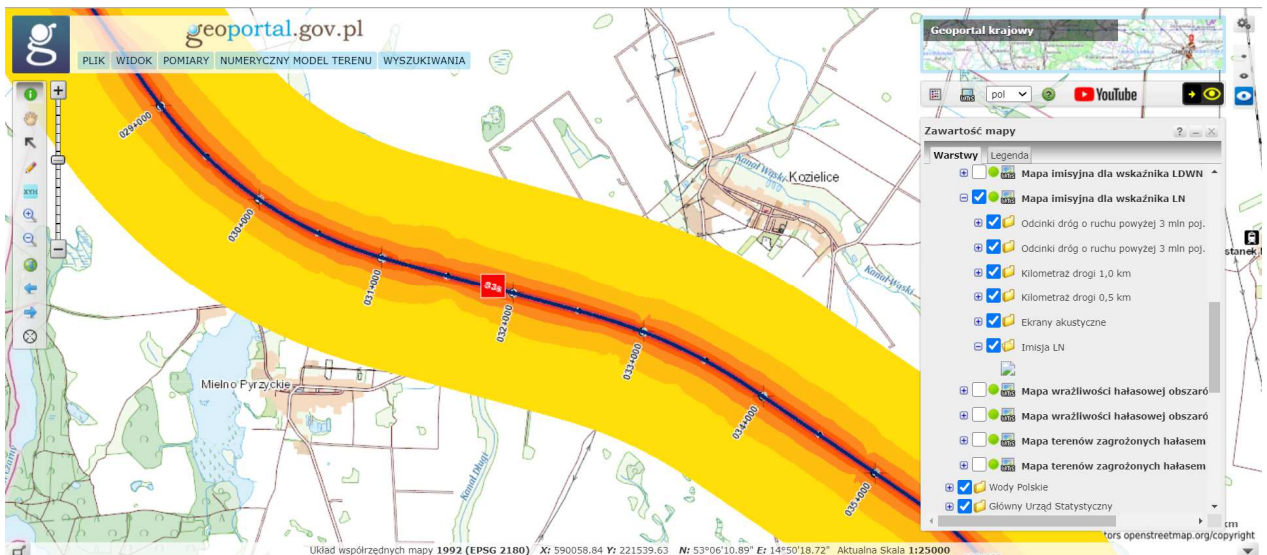 geoportal.gov.pl
PLIK WIDOK POMIARY NUMERYCZNY MODEL TERENU WYSZUKIWANIA
XYH
029+000
030+000
031+000
032+000
033+000
034+000
035+000
Kozielice
Kanał Wąski
Kanał Wąski
Mielno Pyrzyckie
Kanał Długi
Geoportal krajowy
pol
YouTube
Zawartość mapy
Warstwy Legenda
Mapa imisyjna dla wskaźnika LDWN
Mapa imisyjna dla wskaźnika LN
Odcinki dróg o ruchu powyżej 3 mln poj.
Odcinki dróg o ruchu powyżej 3 mln poj.
Kilometraż drogi 1,0 km
Kilometraż drogi 0,5 km
Ekrany akustyczne
Imisja LN
Mapa wrażliwości hałasowej obszaró
Mapa wrażliwości hałasowej obszaró
Mapa terenów zagrożonych hałasem
Mapa terenów zagrożonych hałasem
Wody Polskie
Główny Urząd Statystyczny
km
tors openstreetmap.org/copyright
Układ współrzędnych mapy 1992 (EPSG 2180) X: 590058.84 Y: 221539.63 N: 53°06'10.89" E: 14°50'18.72" Aktualna Skala 1:25000